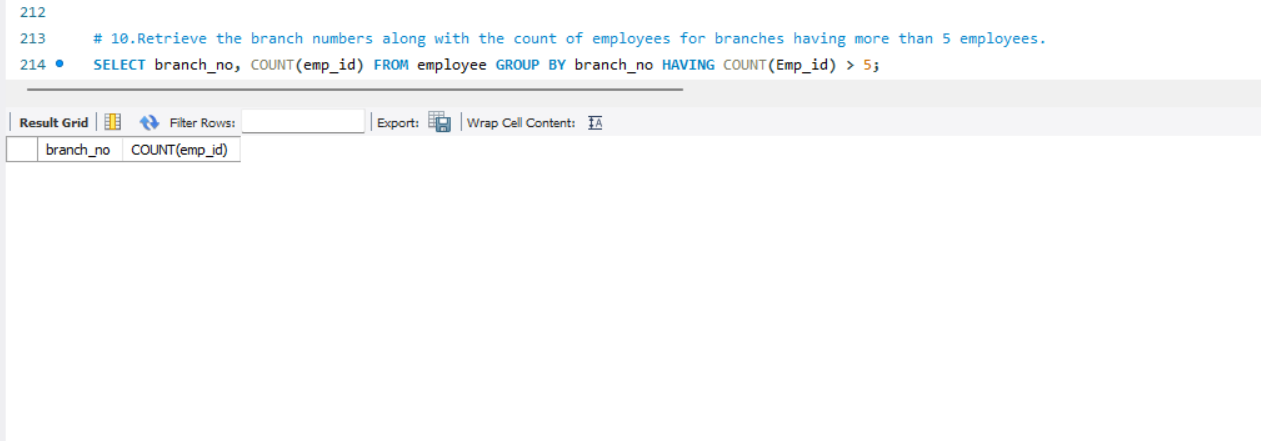 212
213 # 10.Retrieve the branch numbers along with the count of employees for branches having more than 5 employees.
214 SELECT branch_no, COUNT(emp_id) FROM employee GROUP BY branch_no HAVING COUNT(Emp_id) > 5;
Result Grid Filter Rows: Export: Wrap Cell Content: IA
branch_no COUNT(emp_id)